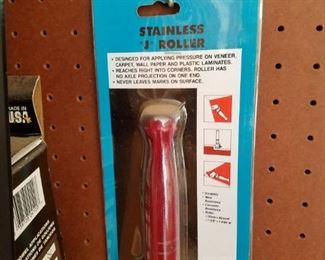 STAINLESS
"J" ROLLER
• DESINGED FOR APPLYING PRESSURE ON VENEER,
CARPET, WALL PAPER AND PLASTIC LAMINATES.
• REACHES RIGHT INTO CORNERS. ROLLER HAS
NO AXLE PROJECTION ON ONE END.
• NEVER LEAVES MARKS ON SURFACE.
MADE IN
USA